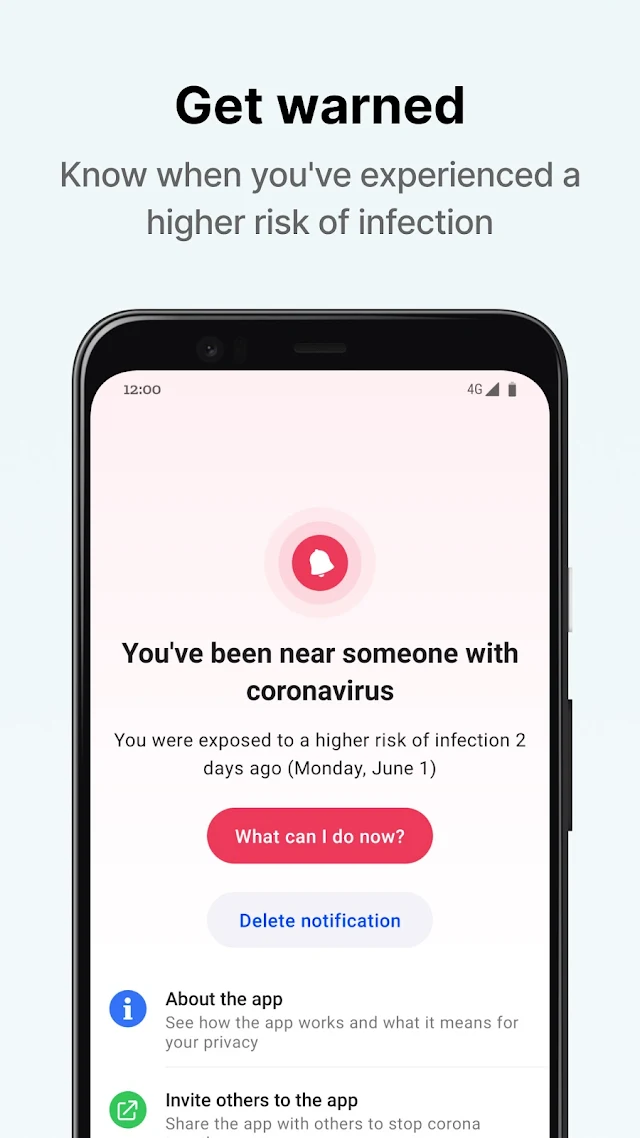 Get warned
Know when you've experienced a
higher risk of infection
12:00
4G
You've been near someone with
coronavirus
You were exposed to a higher risk of infection 2
days ago (Monday, June 1)
What can I do now?
Delete notification
About the app
See how the app works and what it means for
your privacy
Invite others to the app
Share the app with others to stop corona